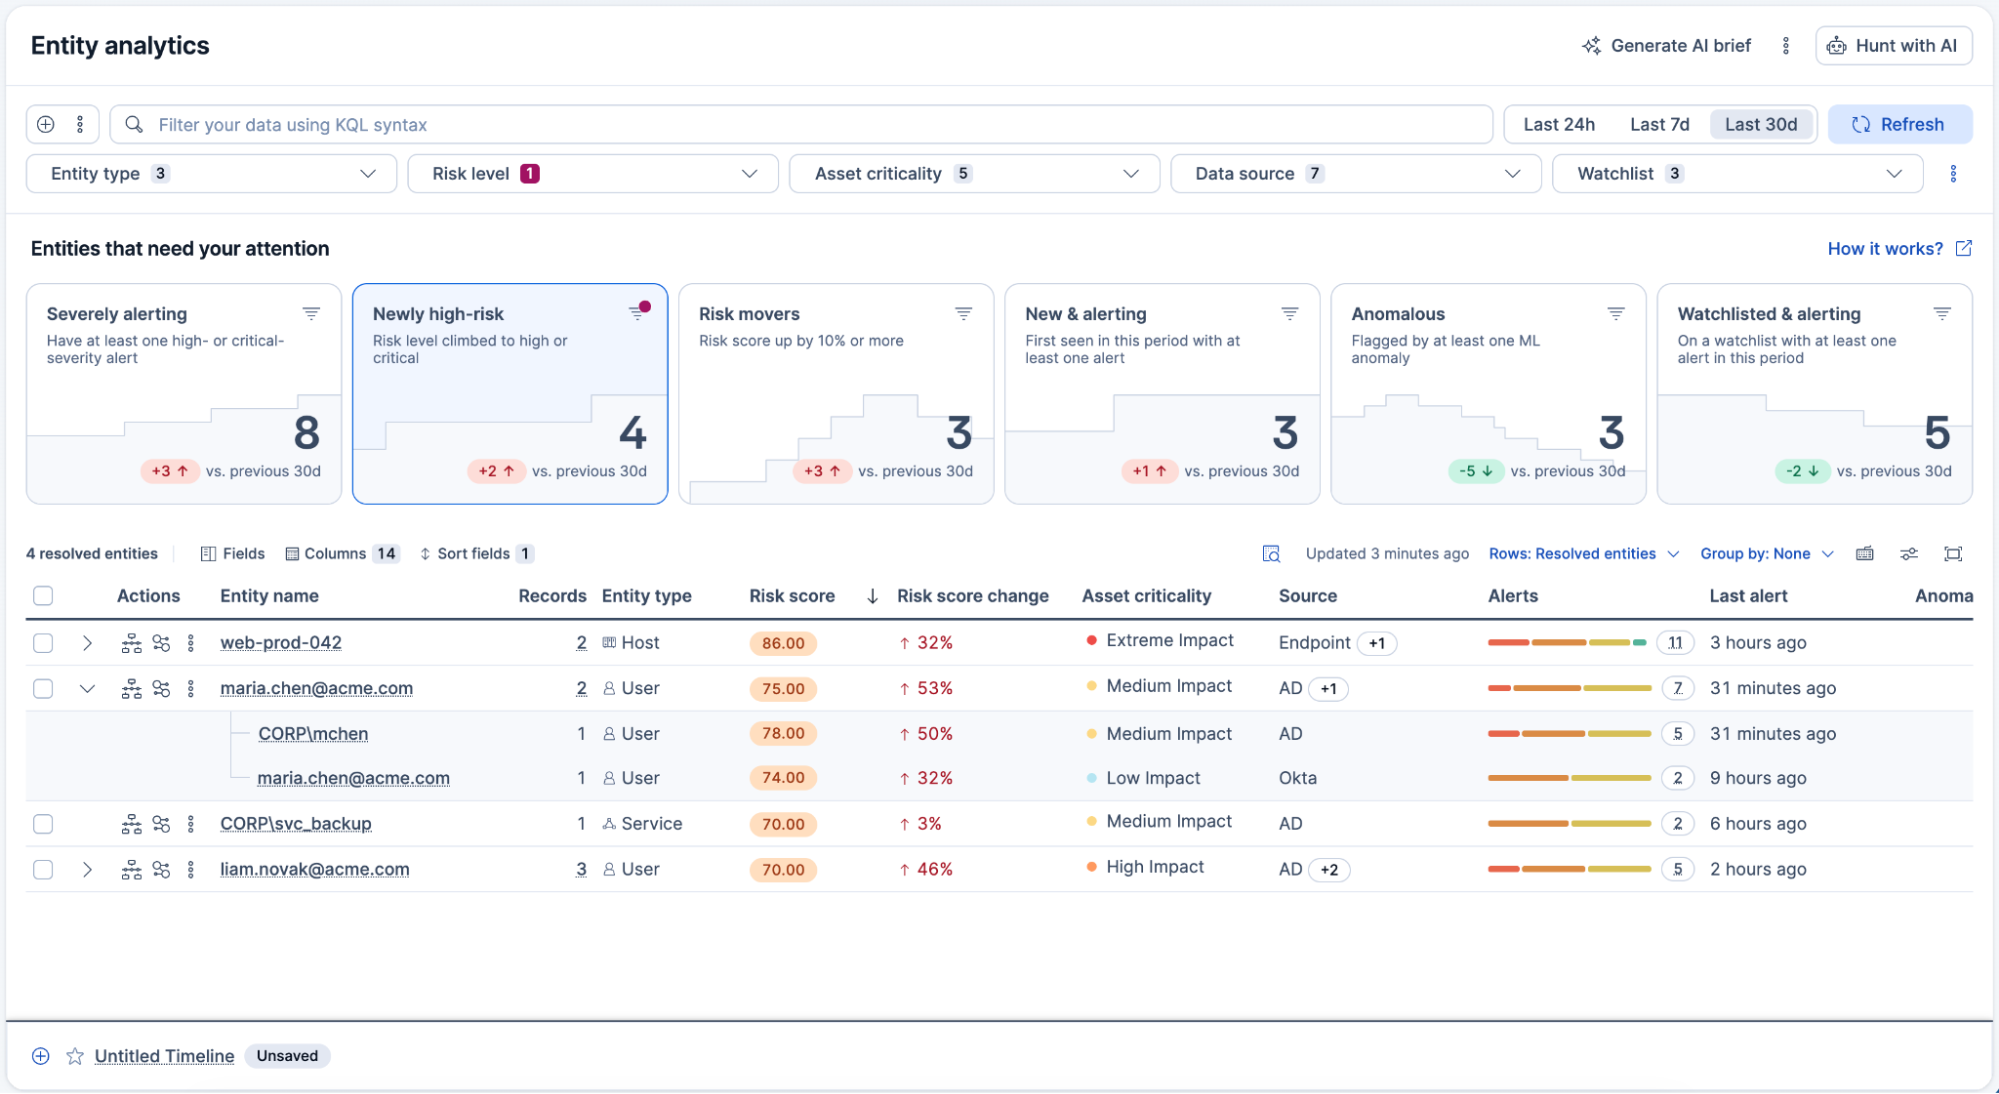 Entity analytics
Generate AI brief
Hunt with AI
Filter your data using KQL syntax
Last 24h Last 7d Last 30d
Refresh
Entity type 3
Risk level 1
Asset criticality 5
Data source 7
Watchlist 3
Entities that need your attention
How it works?
Severely alerting
Have at least one high- or critical-
severity alert
8
+3 ↑ vs. previous 30d
Newly high-risk
Risk level climbed to high or
critical
4
+2 ↑ vs. previous 30d
Risk movers
Risk score up by 10% or more
3
+3 ↑ vs. previous 30d
New & alerting
First seen in this period with at
least one alert
3
+1 ↑ vs. previous 30d
Anomalous
Flagged by at least one ML
anomaly
3
-5 ↓ vs. previous 30d
Watchlisted & alerting
On a watchlist with at least one
alert in this period
5
-2 ↓ vs. previous 30d
4 resolved entities Fields Columns 14 Sort fields 1 Updated 3 minutes ago Rows: Resolved entities Group by: None
Actions Entity name Records Entity type Risk score ↓ Risk score change Asset criticality Source Alerts Last alert Anoma
web-prod-042 2 Host 86.00 ↑ 32% Extreme Impact Endpoint +1 11 3 hours ago
maria.chen@acme.com 2 User 75.00 ↑ 53% Medium Impact AD +1 7 31 minutes ago
CORP\mchen 1 User 78.00 ↑ 50% Medium Impact AD 5 31 minutes ago
maria.chen@acme.com 1 User 74.00 ↑ 32% Low Impact Okta 2 9 hours ago
CORP\svc_backup 1 Service 70.00 ↑ 3% Medium Impact AD 2 6 hours ago
liam.novak@acme.com 3 User 70.00 ↑ 46% High Impact AD +2 5 2 hours ago
Untitled Timeline Unsaved